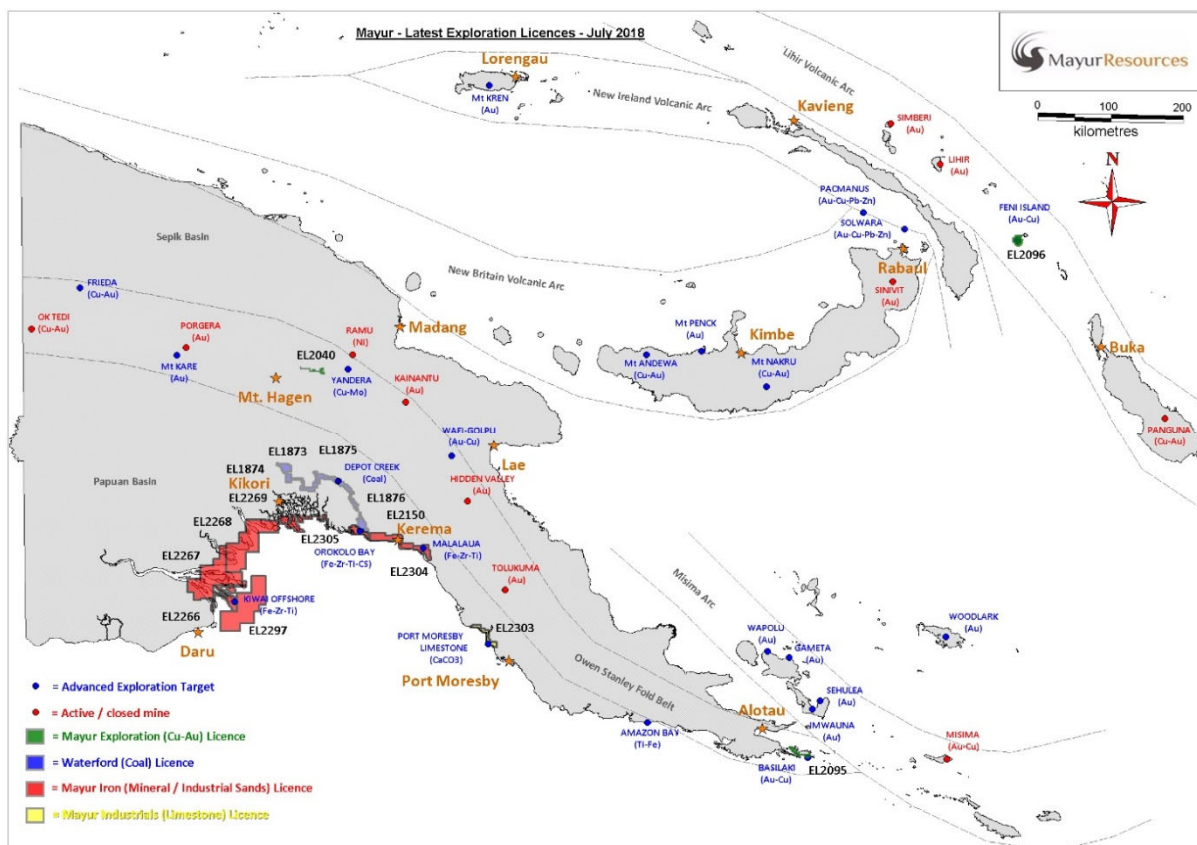 Mayur - Latest Exploration Licences - July 2018
MayurResources
0 100 200
kilometres
N
Lihir Volcanic Arc
Lorengau
Mt KREN
(Au)
New Ireland Volcanic Arc
Kavieng
SIMBERI
(Au)
LIHIR
(Au)
PACMANUS
(Au-Cu-Pb-Zn)
SOLWARA
(Au-Cu-Pb-Zn)
FENI ISLAND
(Au-Cu)
EL2096
Sepik Basin
New Britain Volcanic Arc
Rabaul
SINIVIT
(Au)
FRIEDA
(Cu-Au)
OK TEDI
(Cu-Au)
PORGERA
(Au)
Mt KARE
(Au)
RAMU
(Ni)
Madang
EL2040
YANDERA
(Cu-Mo)
Mt. Hagen
KAINANTU
(Au)
Mt PENCK
(Au)
Kimbe
Mt ANDEWA
(Cu-Au)
Mt NAKRU
(Cu-Au)
Buka
PANGUNA
(Cu-Au)
WAFI-GOLPU
(Au-Cu)
Lae
HIDDEN VALLEY
(Au)
EL1873
EL1875
EL1874
DEPOT CREEK
(Coal)
Papuan Basin
Kikori
EL2269
EL1876
EL2150
EL2268
EL2305
Kerema
OROKOLO BAY
(Fe-Zr-Ti-CS)
MALALAUA
(Fe-Zr-Ti)
EL2304
EL2267
TOLUKUMA
(Au)
KIWAI OFFSHORE
(Fe-Zr-Ti)
EL2266
EL2297
Daru
EL2303
PORT MORESBY
LIMESTONE
(CaCO3)
Port Moresby
Misima Arc
WOODLARK
(Au)
WAPOLU
(Au)
GAMETA
(Au)
Owen Stanley Fold Belt
SEHULEA
(Au)
IMWAUNA
(Au)
Alotau
AMAZON BAY
(Ti-Fe)
BASILAKI
(Au-Cu)
EL2095
MISIMA
(Au-Cu)
= Advanced Exploration Target
= Active / closed mine
= Mayur Exploration (Cu-Au) Licence
= Waterford (Coal) Licence
= Mayur Iron (Mineral / Industrial Sands) Licence
= Mayur Industrials (Limestone) Licence